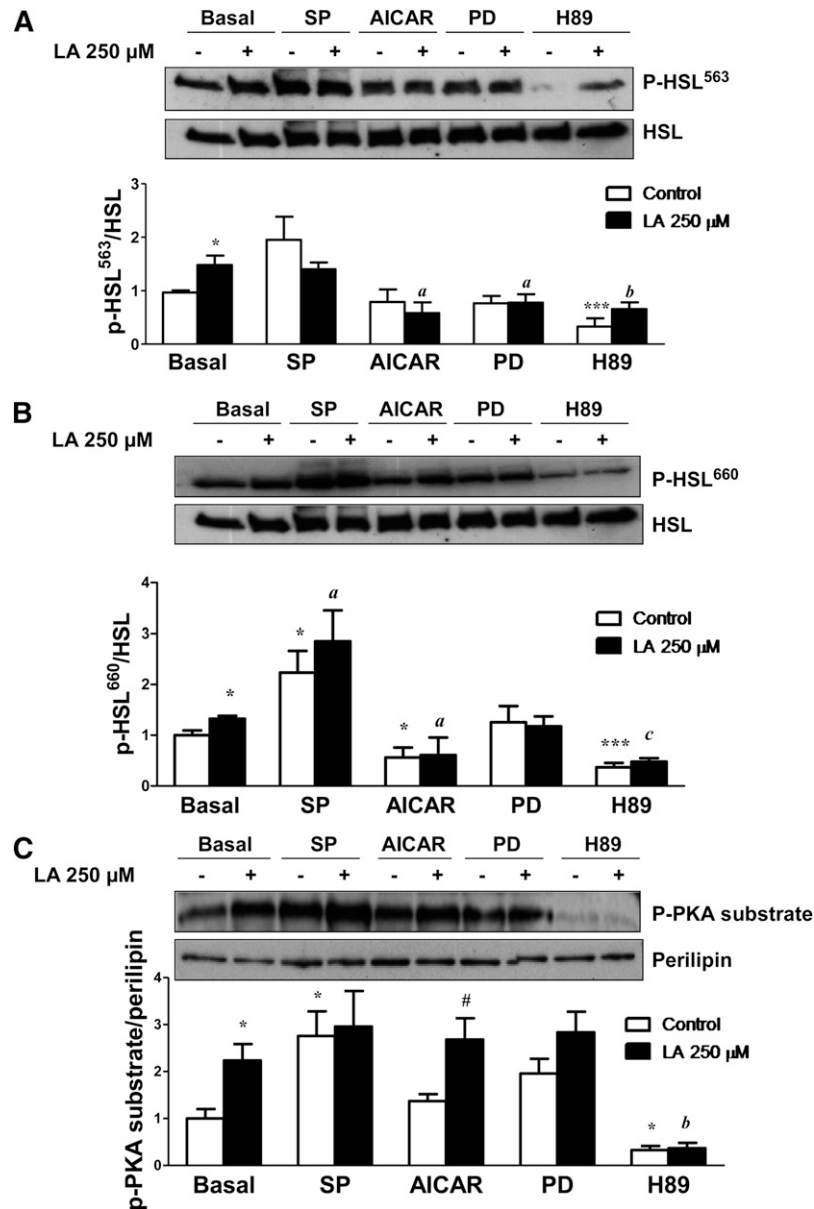 A
Basal SP AICAR PD H89
LA 250 µM - + - + - + - + - +
P-HSL563
HSL
p-HSL563/HSL
3
2
1
0
* a a *** b
Control
LA 250 µM
Basal SP AICAR PD H89
B
Basal SP AICAR PD H89
LA 250 µM - + - + - + - + - +
P-HSL660
HSL
p-HSL660/HSL
4
3
2
1
0
* * a * a *** c
Control
LA 250 µM
Basal SP AICAR PD H89
C
Basal SP AICAR PD H89
LA 250 µM - + - + - + - + - +
P-PKA substrate
Perilipin
p-PKA substrate/perilipin
4
3
2
1
0
* * # * b
Control
LA 250 µM
Basal SP AICAR PD H89